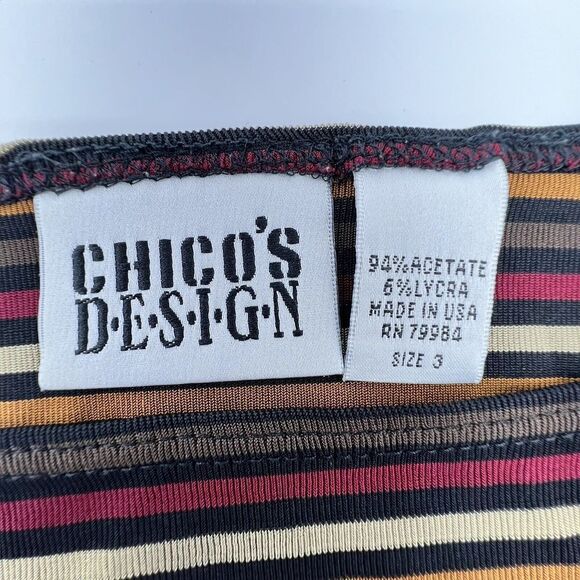 CHICO'S
D·E·S·I·G·N
94% ACETATE
6% LYCRA
MADE IN USA
RN 79984
SIZE 3